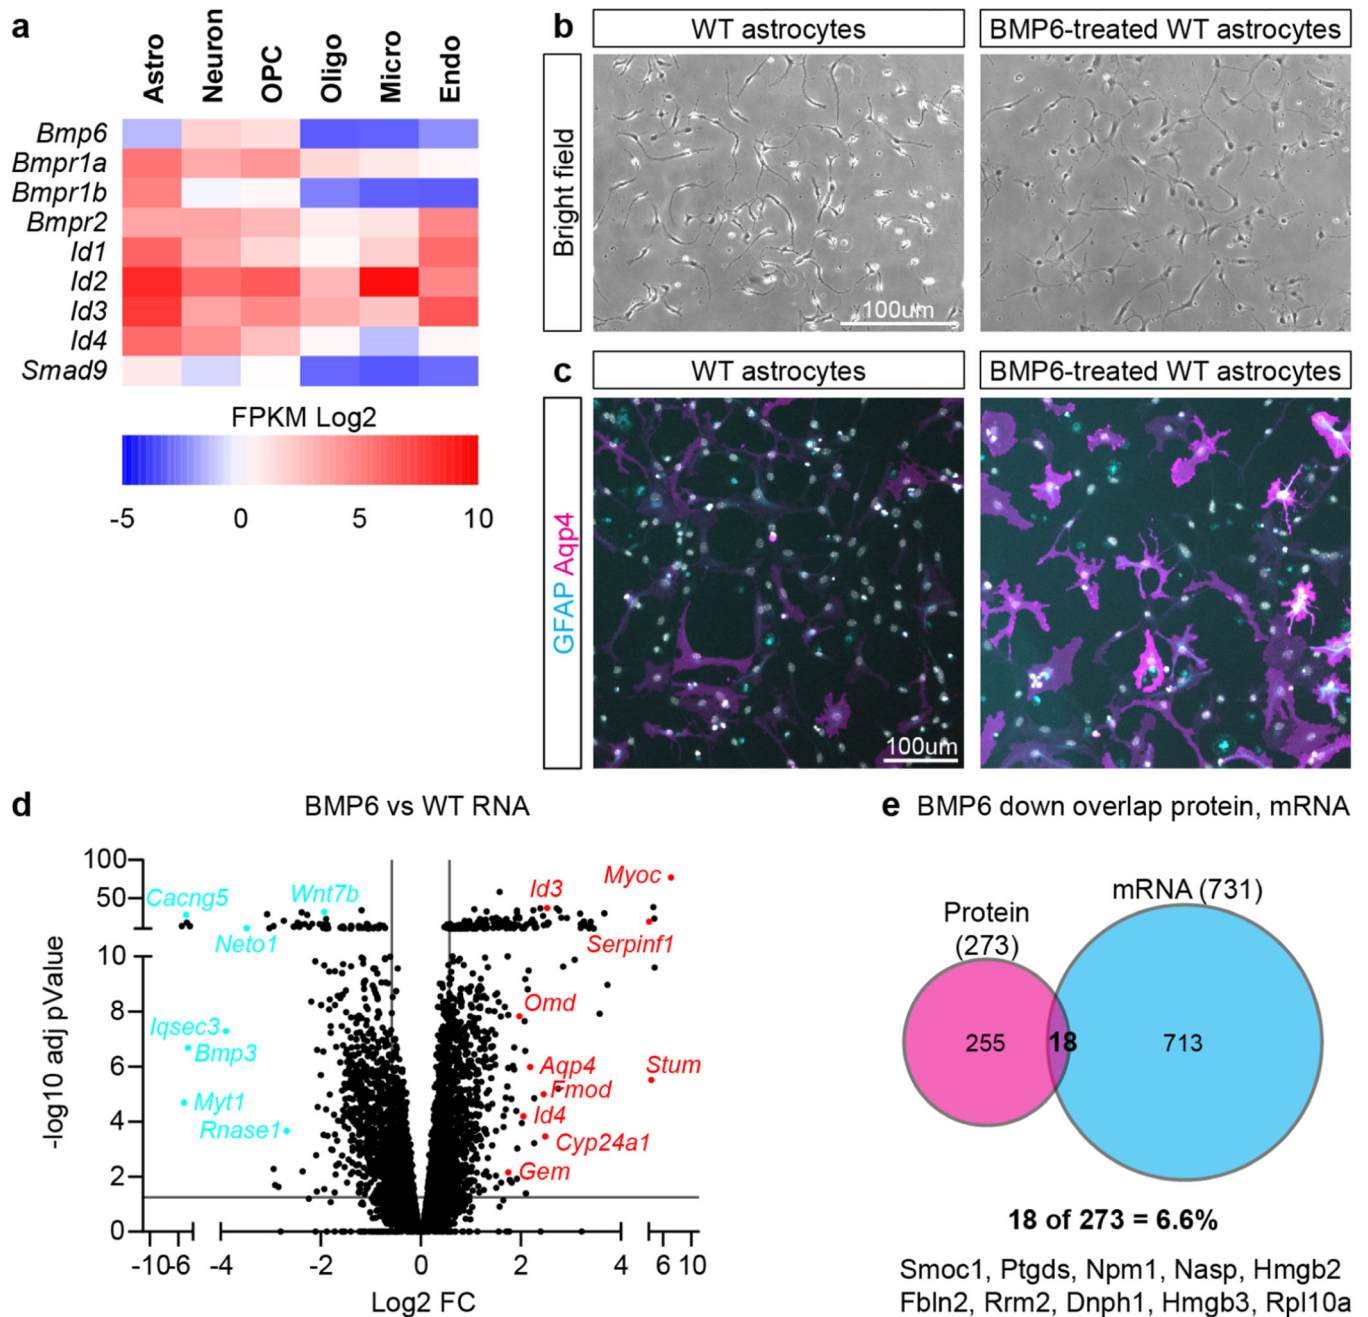 a
Astro
Neuron
OPC
Oligo
Micro
Endo
Bmp6
Bmpr1a
Bmpr1b
Bmpr2
Id1
Id2
Id3
Id4
Smad9
FPKM Log2
-5 0 5 10
b
WT astrocytes
BMP6-treated WT astrocytes
Bright field
100um
c
WT astrocytes
BMP6-treated WT astrocytes
GFAP Aqp4
100um
d
BMP6 vs WT RNA
-log10 adj pValue
100
50
10
8
6
4
2
0
Cacng5
Wnt7b
Neto1
Iqsec3
Bmp3
Myt1
Rnase1
Id3
Myoc
Serpinf1
Omd
Aqp4
Stum
Fmod
Id4
Cyp24a1
Gem
-10 -6 -4 -2 0 2 4 6 10
Log2 FC
e
BMP6 down overlap protein, mRNA
Protein
(273)
mRNA (731)
255
18
713
18 of 273 = 6.6%
Smoc1, Ptgds, Npm1, Nasp, Hmgb2
Fbln2, Rrm2, Dnph1, Hmgb3, Rpl10a